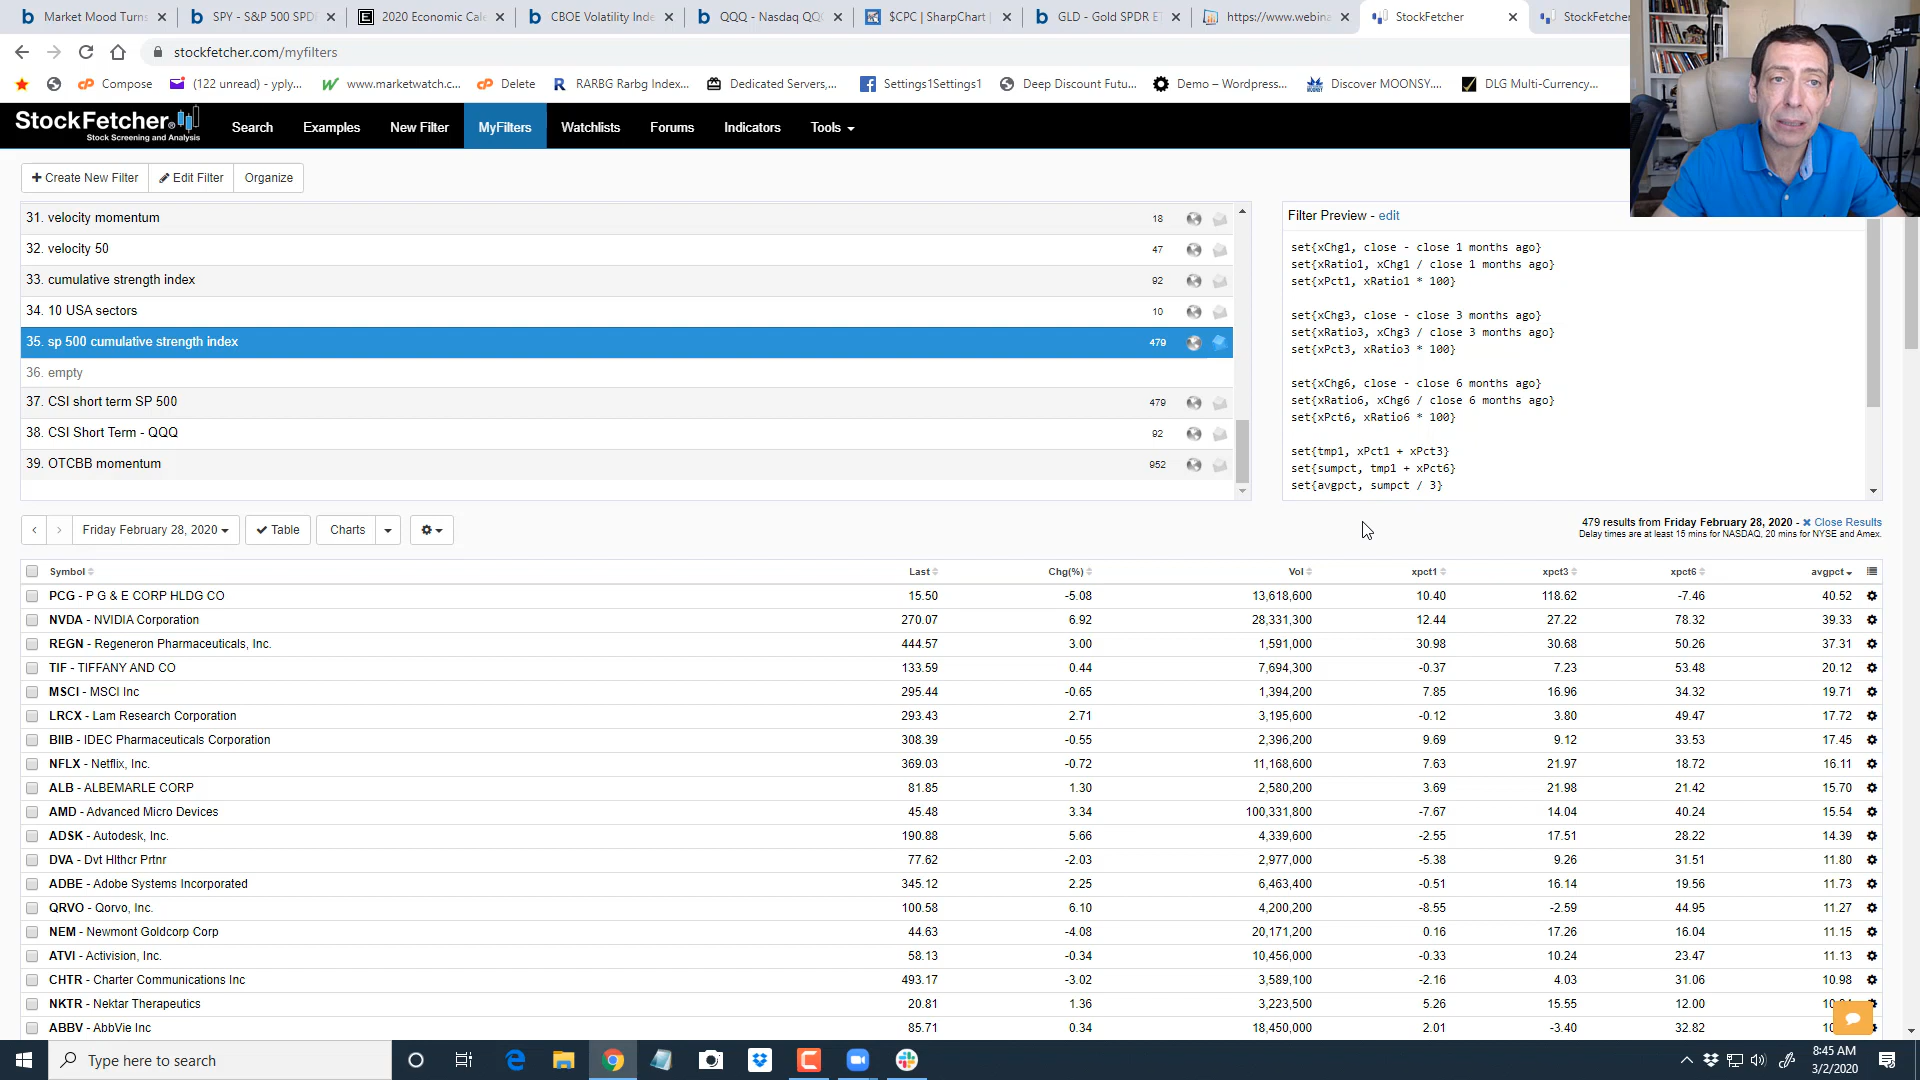 Market Mood Turns
SPY - S&P 500 SPDR
2020 Economic Cale
CBOE Volatility Inde
QQQ - Nasdaq QQQ
$CPC | SharpChart
GLD - Gold SPDR ET
https://www.webina
StockFetcher
StockFetcher
stockfetcher.com/myfilters
Compose
(122 unread) - yply...
www.marketwatch.c...
Delete
RARBG Rarbg Index...
Dedicated Servers,...
Settings1Settings1
Deep Discount Futu...
Demo – Wordpress...
Discover MOONSY....
DLG Multi-Currency...
StockFetcher
Stock Screening and Analysis
Search
Examples
New Filter
MyFilters
Watchlists
Forums
Indicators
Tools
Create New Filter
Edit Filter
Organize
31. velocity momentum 18
32. velocity 50 47
33. cumulative strength index 92
34. 10 USA sectors 10
35. sp 500 cumulative strength index 479
36. empty
37. CSI short term SP 500 479
38. CSI Short Term - QQQ 92
39. OTCBB momentum 952
Filter Preview - edit
set{xChg1, close - close 1 months ago}
set{xRatio1, xChg1 / close 1 months ago}
set{xPct1, xRatio1 * 100}
set{xChg3, close - close 3 months ago}
set{xRatio3, xChg3 / close 3 months ago}
set{xPct3, xRatio3 * 100}
set{xChg6, close - close 6 months ago}
set{xRatio6, xChg6 / close 6 months ago}
set{xPct6, xRatio6 * 100}
set{tmp1, xPct1 + xPct3}
set{sumpct, tmp1 + xPct6}
set{avgpct, sumpct / 3}
Friday February 28, 2020
Table
Charts
479 results from Friday February 28, 2020 - Close Results
Delay times are at least 15 mins for NASDAQ, 20 mins for NYSE and Amex.
Symbol Last Chg(%) Vol xpct1 xpct3 xpct6 avgpct
PCG - P G & E CORP HLDG CO 15.50 -5.08 13,618,600 10.40 118.62 -7.46 40.52
NVDA - NVIDIA Corporation 270.07 6.92 28,331,300 12.44 27.22 78.32 39.33
REGN - Regeneron Pharmaceuticals, Inc. 444.57 3.00 1,591,000 30.98 30.68 50.26 37.31
TIF - TIFFANY AND CO 133.59 0.44 7,694,300 -0.37 7.23 53.48 20.12
MSCI - MSCI Inc 295.44 -0.65 1,394,200 7.85 16.96 34.32 19.71
LRCX - Lam Research Corporation 293.43 2.71 3,195,600 -0.12 3.80 49.47 17.72
BIIB - IDEC Pharmaceuticals Corporation 308.39 -0.55 2,396,200 9.69 9.12 33.53 17.45
NFLX - Netflix, Inc. 369.03 -0.72 11,168,600 7.63 21.97 18.72 16.11
ALB - ALBEMARLE CORP 81.85 1.30 2,580,200 3.69 21.98 21.42 15.70
AMD - Advanced Micro Devices 45.48 3.34 100,331,800 -7.67 14.04 40.24 15.54
ADSK - Autodesk, Inc. 190.88 5.66 4,339,600 -2.55 17.51 28.22 14.39
DVA - Dvt Hlthcr Prtnr 77.62 -2.03 2,977,000 -5.38 9.26 31.51 11.80
ADBE - Adobe Systems Incorporated 345.12 2.25 6,463,400 -0.51 16.14 19.56 11.73
QRVO - Qorvo, Inc. 100.58 6.10 4,200,200 -8.55 -2.59 44.95 11.27
NEM - Newmont Goldcorp Corp 44.63 -4.08 20,171,200 0.16 17.26 16.04 11.15
ATVI - Activision, Inc. 58.13 -0.34 10,456,000 -0.33 10.24 23.47 11.13
CHTR - Charter Communications Inc 493.17 -3.02 3,589,100 -2.16 4.03 31.06 10.98
NKTR - Nektar Therapeutics 20.81 1.36 3,223,500 5.26 15.55 12.00
ABBV - AbbVie Inc 85.71 0.34 18,450,000 2.01 -3.40 32.82
Type here to search
8:45 AM
3/2/2020